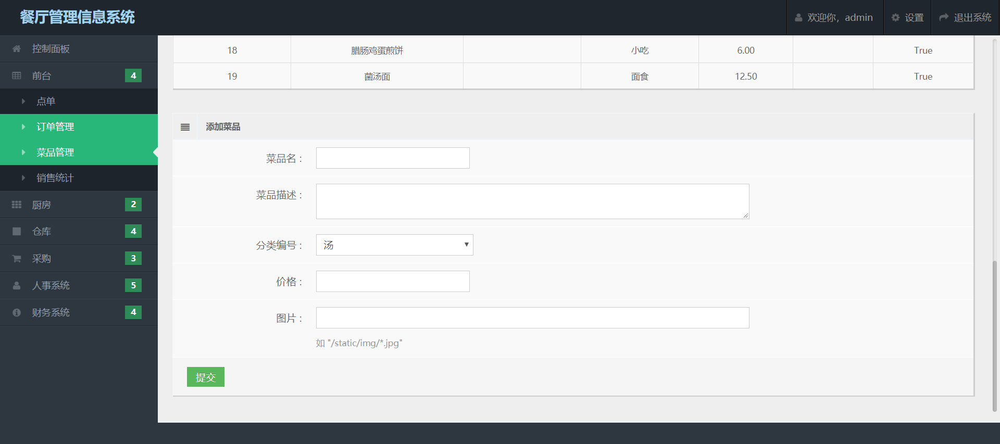 餐厅管理信息系统
欢迎你，admin
设置
退出系统
控制面板
前台 4
点单
订单管理
菜品管理
销售统计
厨房 2
仓库 4
采购 3
人事系统 5
财务系统 4
18 腊肠鸡蛋煎饼 小吃 6.00 True
19 菌汤面 面食 12.50 True
添加菜品
菜品名：
菜品描述：
分类编号： 汤
价格：
图片：
如 "/static/img/*.jpg"
提交